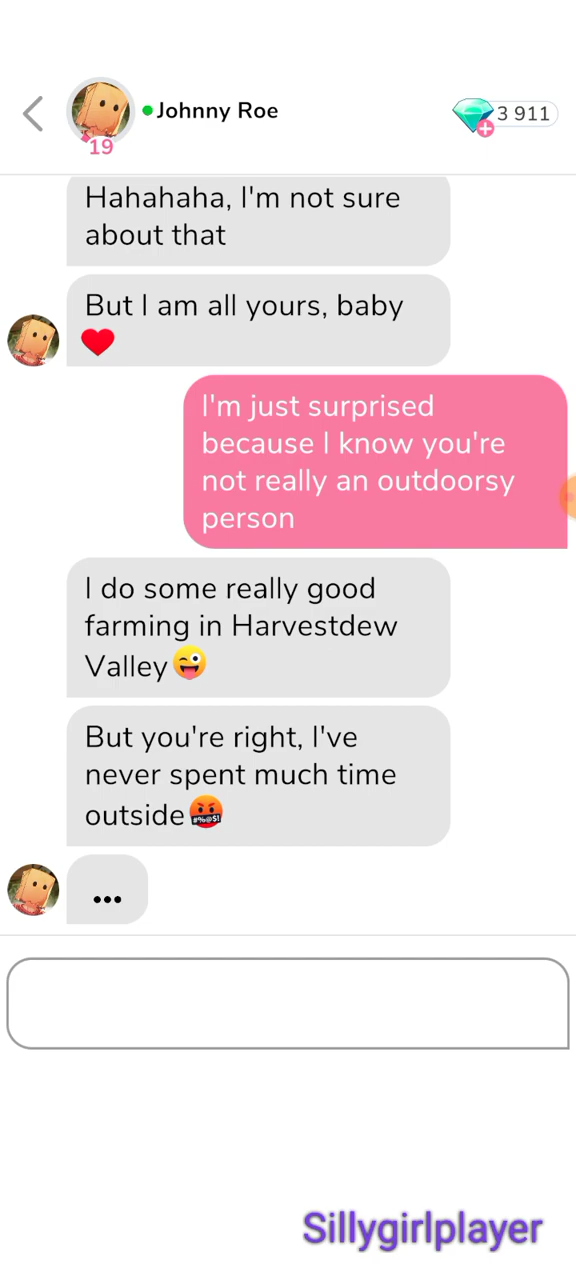 Johnny Roe
3 911
19
Hahahaha, I'm not sure
about that
But I am all yours, baby
❤️
I'm just surprised
because I know you're
not really an outdoorsy
person
I do some really good
farming in Harvestdew
Valley😜
But you're right, I've
never spent much time
outside🤬
...
Sillygirlplayer